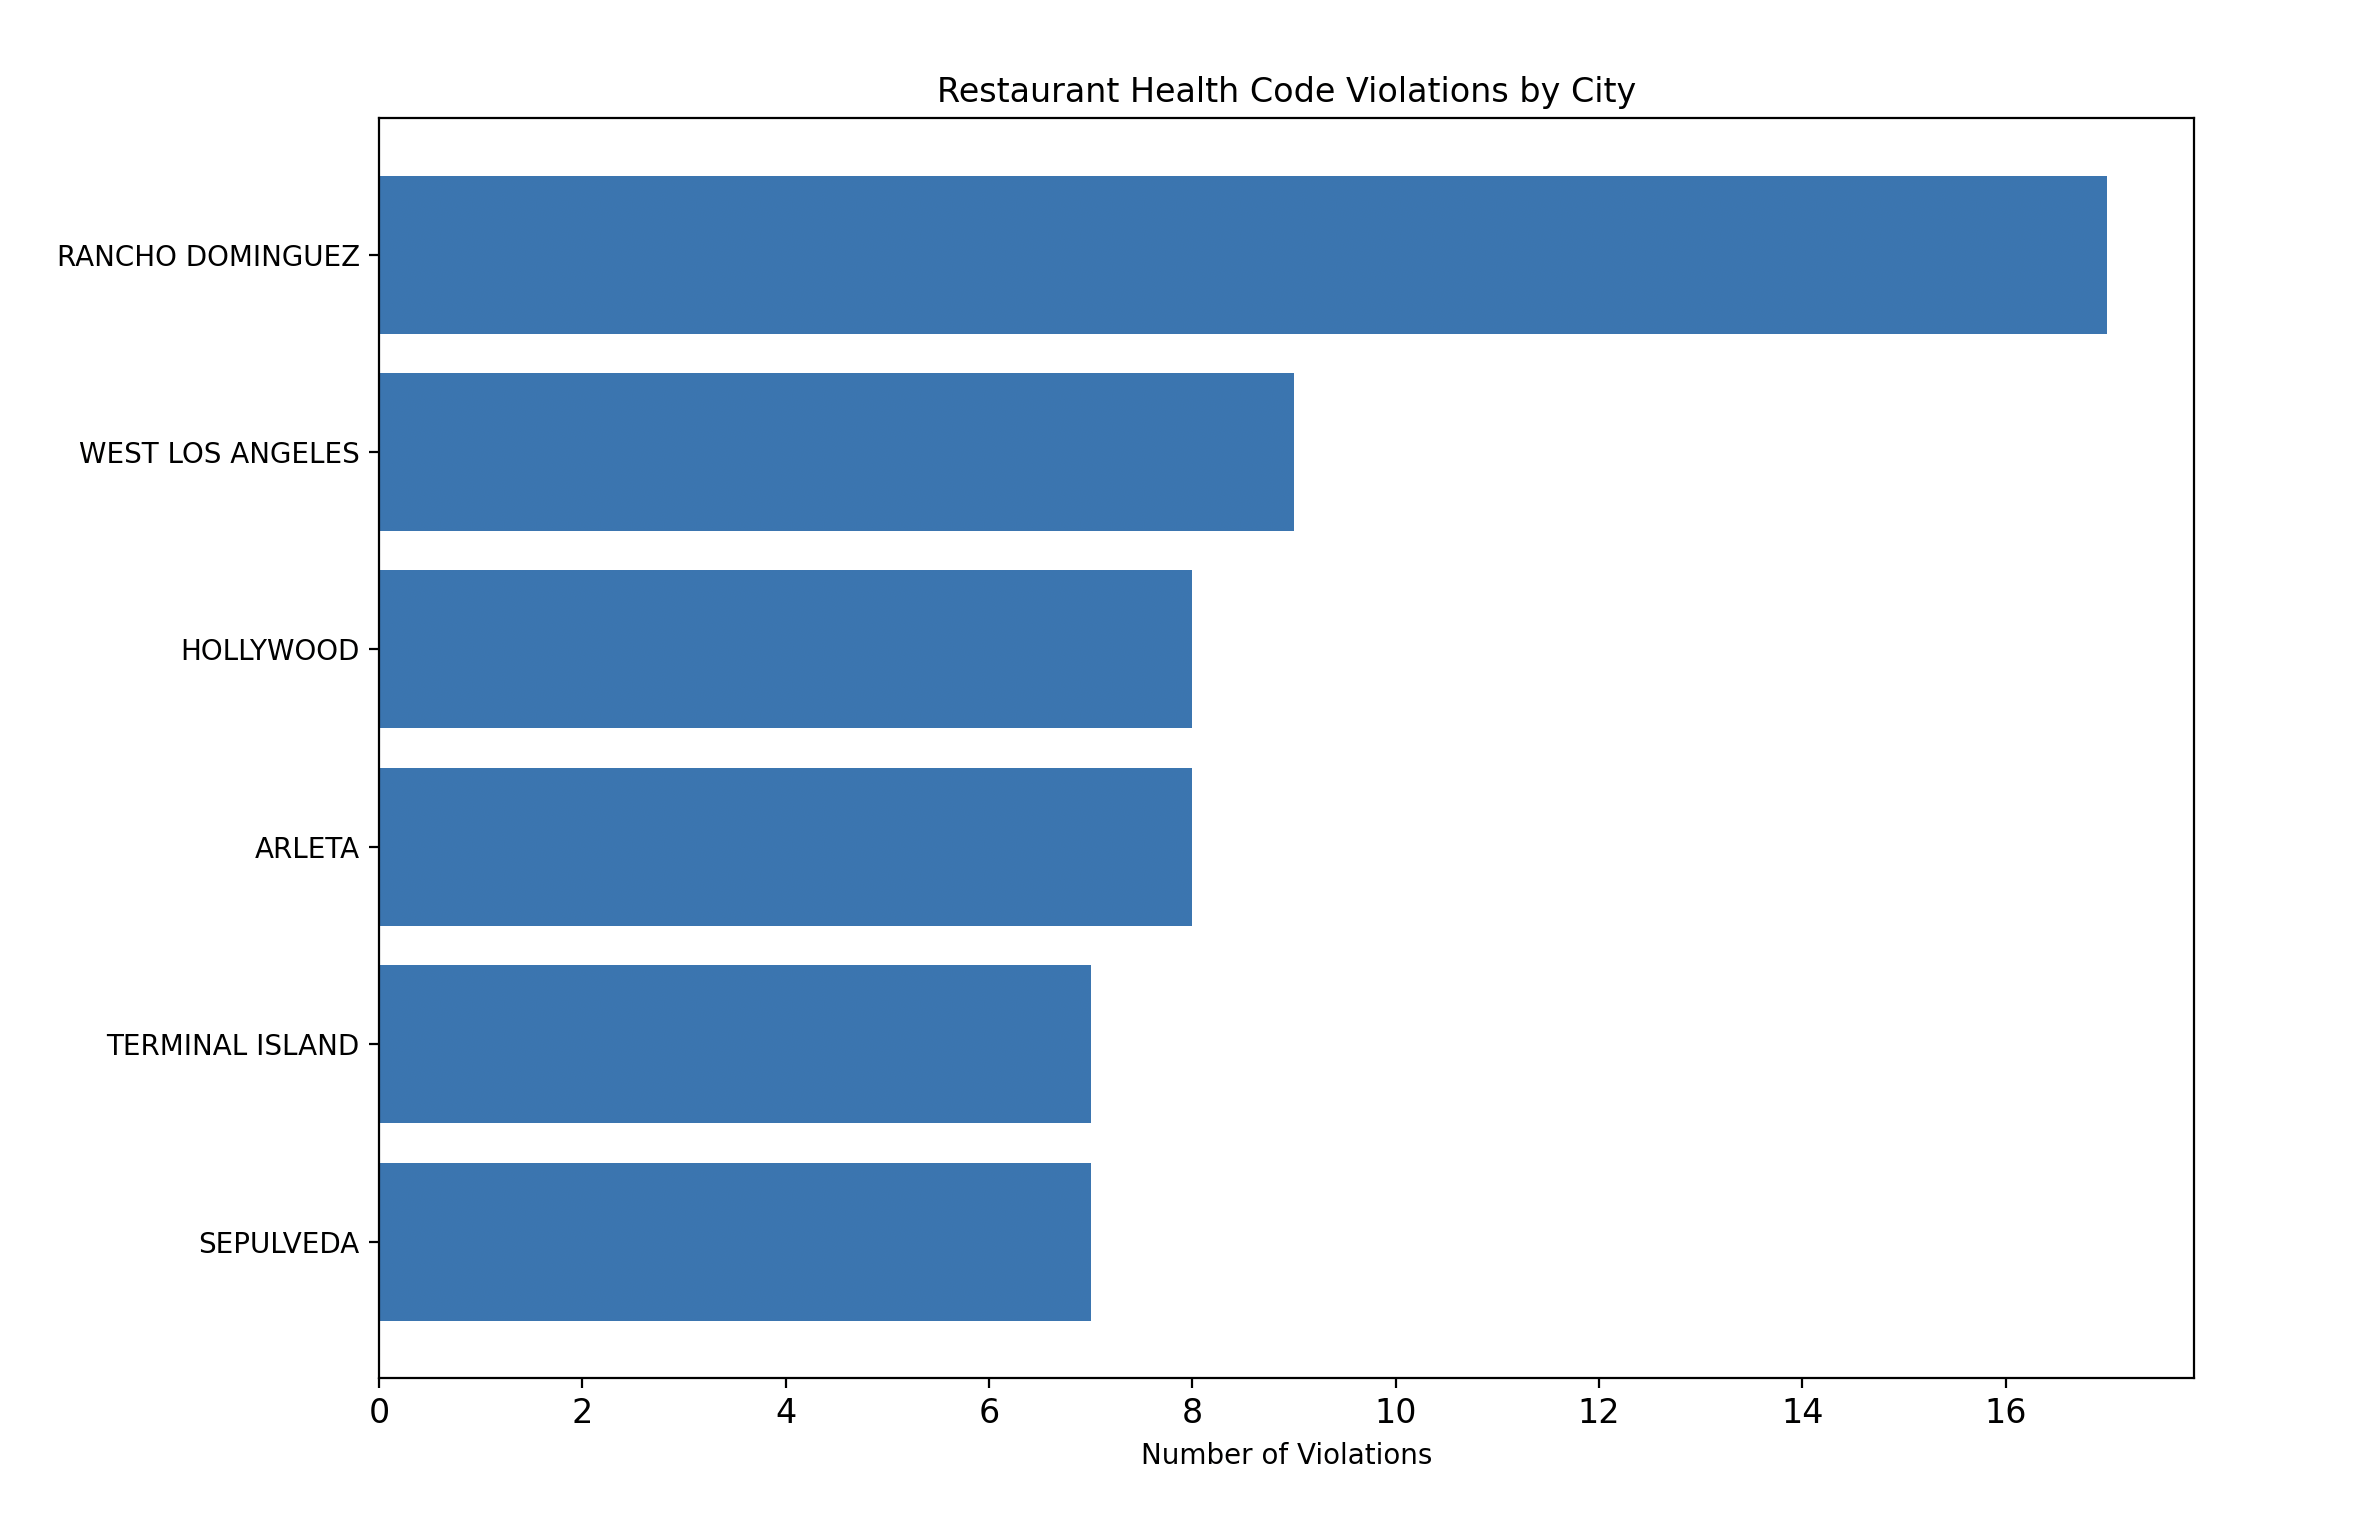 Restaurant Health Code Violations by City
RANCHO DOMINGUEZ
WEST LOS ANGELES
HOLLYWOOD
ARLETA
TERMINAL ISLAND
SEPULVEDA
0 2 4 6 8 10 12 14 16
Number of Violations